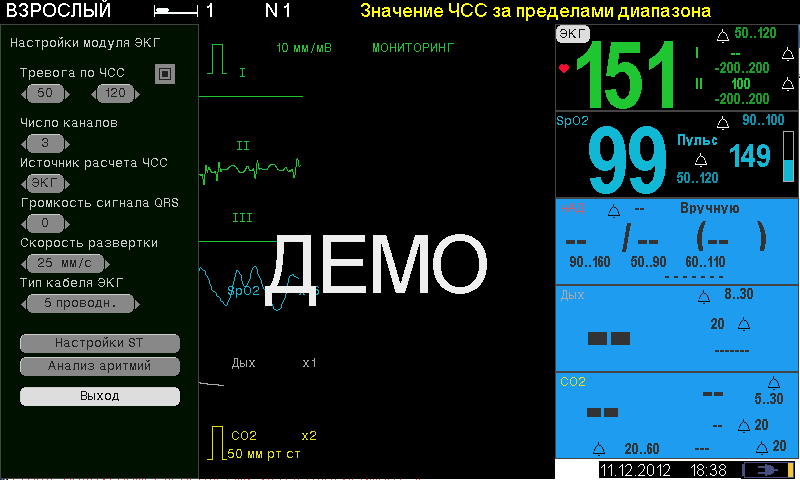 ВЗРОСЛЫЙ 1 N 1 Значение ЧСС за пределами диапазона
Настройки модуля ЭКГ
Тревога по ЧСС
50 120
Число каналов
3
Источник расчета ЧСС
ЭКГ
Громкость сигнала QRS
0
Скорость развертки
25 мм/с
Тип кабеля ЭКГ
5 проводн.
Настройки ST
Анализ аритмий
Выход
10 мм/мВ МОНИТОРИНГ
I
II
III
SpO2
ДЕМО
Дых x1
CO2 x2
50 мм рт ст
ЭКГ 50..120
151
I --
-200..200
II 100
-200..200
SpO2 90..100
99
Пульс
149
50..120
-- Вручную
-- / -- (-- )
90..160 50..90 60..110
- - - - - - -
Дых 8..30
-- 20
-------
CO2 --
5..30
--
-- 20
20..60 --- 20
11.12.2012 18:38